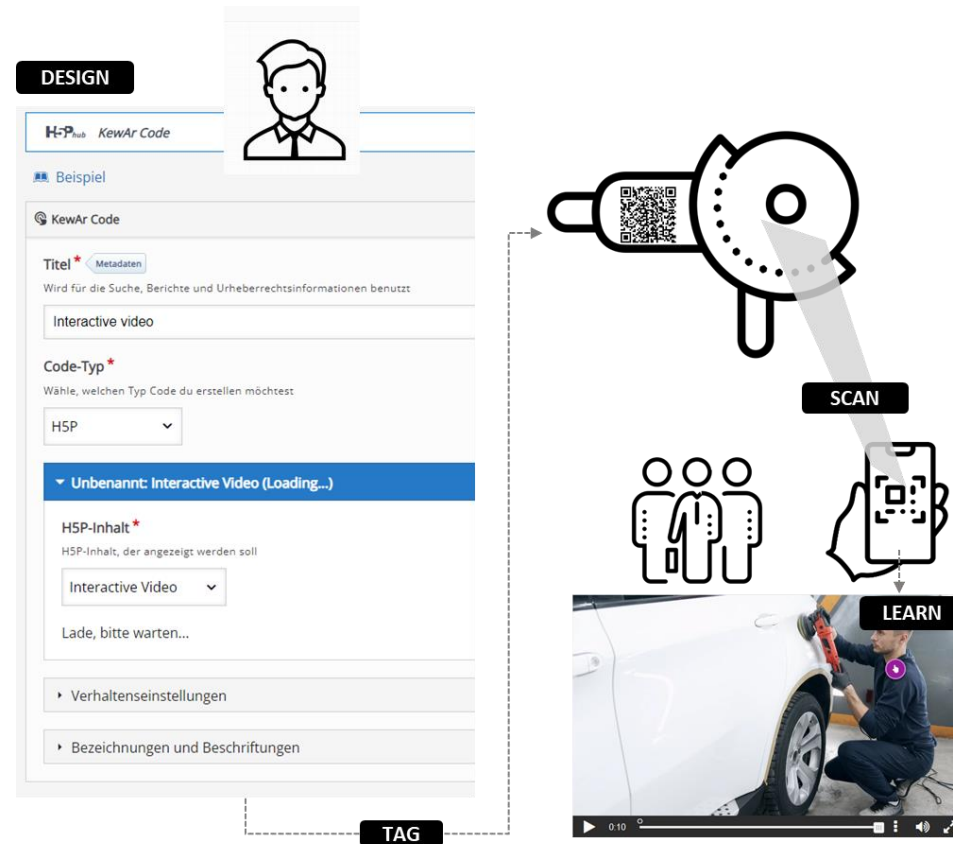 DESIGN
H5Phub KewAr Code
Beispiel
KewAr Code
Titel * Metadaten
Wird für die Suche, Berichte und Urheberrechtsinformationen benutzt
Interactive video
Code-Typ *
Wähle, welchen Typ Code du erstellen möchtest
H5P
Unbenannt: Interactive Video (Loading...)
H5P-Inhalt *
H5P-Inhalt, der angezeigt werden soll
Interactive Video
Lade, bitte warten...
Verhaltenseinstellungen
Bezeichnungen und Beschriftungen
TAG
SCAN
LEARN
0:10